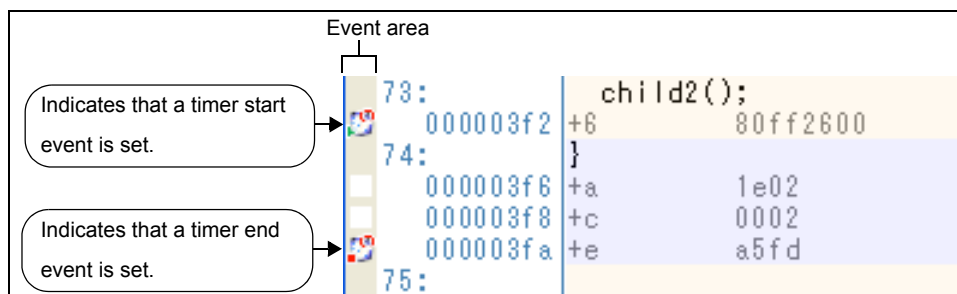 Event area
73: child2();
Indicates that a timer start
event is set.
000003f2 +6 80ff2600
74: }
000003f6 +a 1e02
000003f8 +c 0002
Indicates that a timer end
event is set.
000003fa +e a5fd
75: